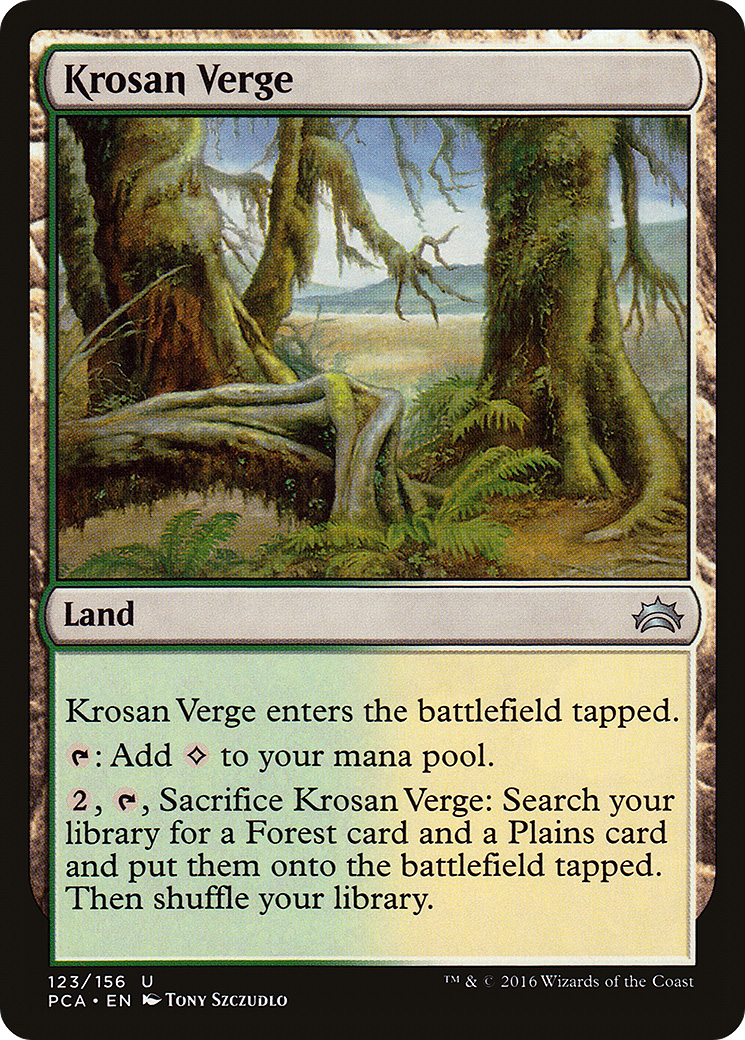 Krosan Verge
Land
Krosan Verge enters the battlefield tapped.
: Add to your mana pool.
2, , Sacrifice Krosan Verge: Search your
library for a Forest card and a Plains card
and put them onto the battlefield tapped.
Then shuffle your library.
123/156 U
PCA • EN Tony Szczudlo
™ & © 2016 Wizards of the Coast